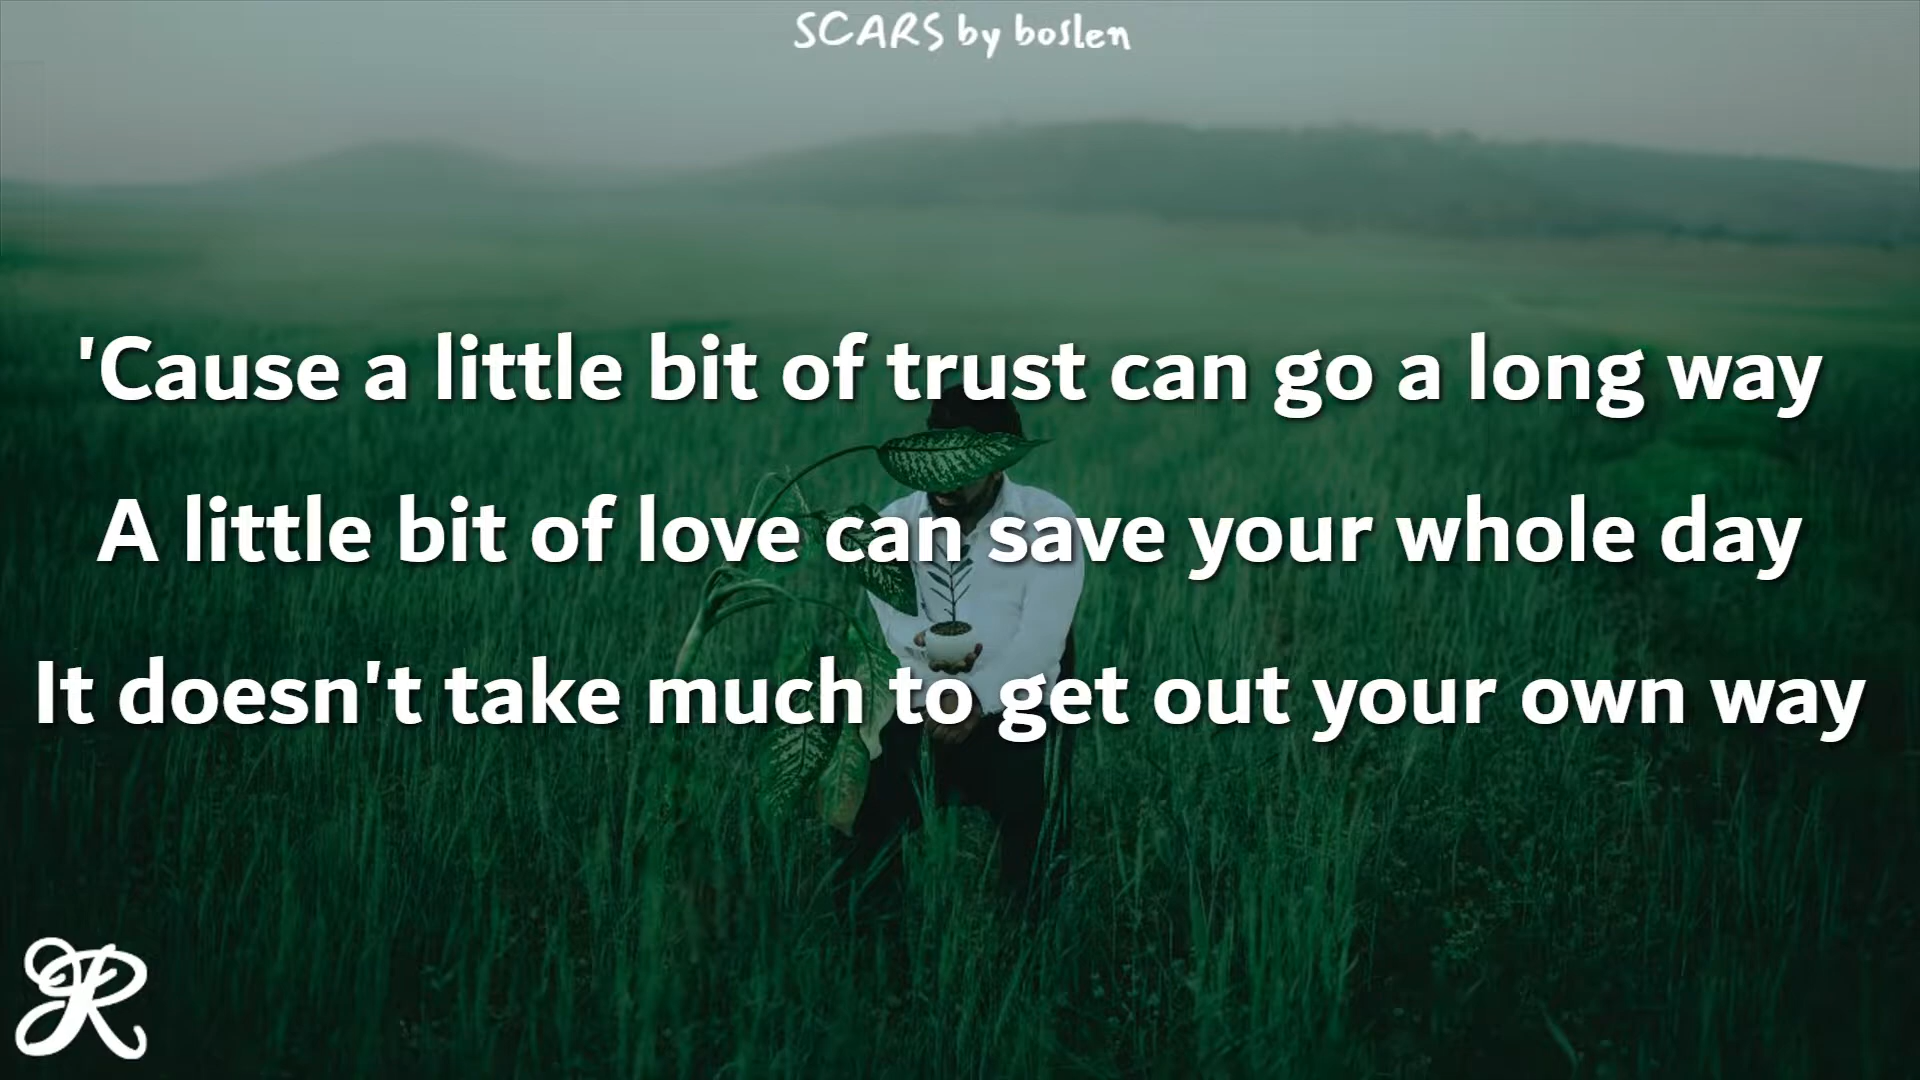 SCARS by boslen
'Cause a little bit of trust can go a long way
A little bit of love can save your whole day
It doesn't take much to get out your own way
R